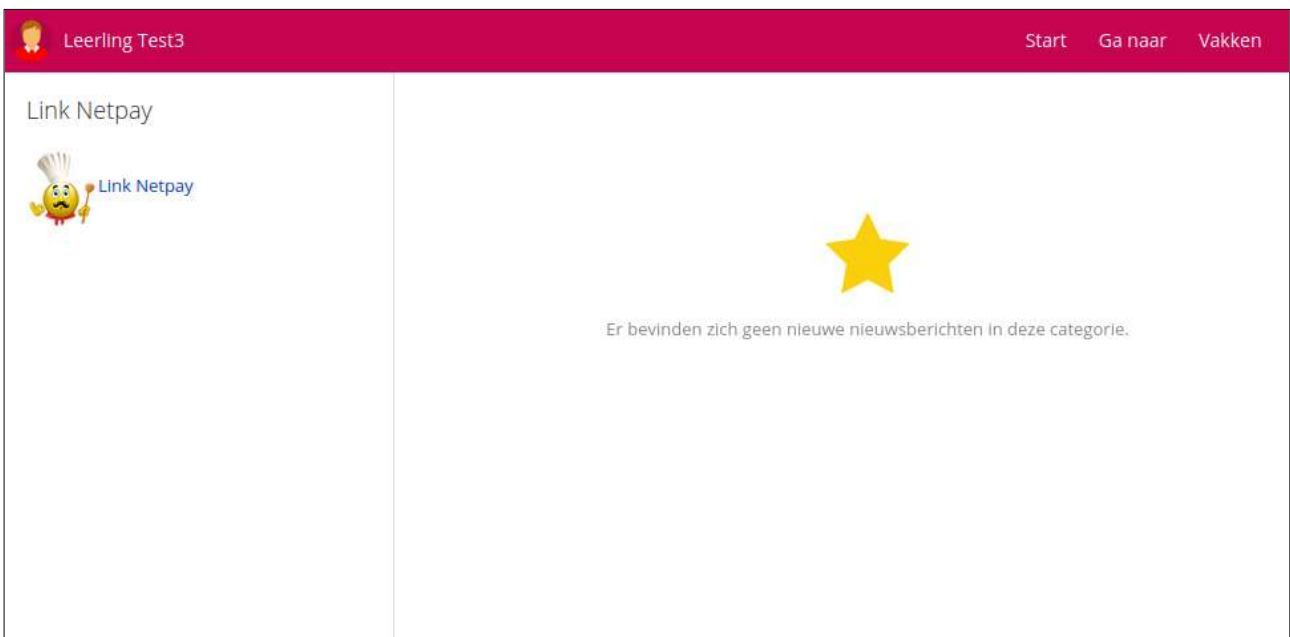 Leerling Test3
Start Ga naar Vakken
Link Netpay
Link Netpay
Er bevinden zich geen nieuwe nieuwsberichten in deze categorie.